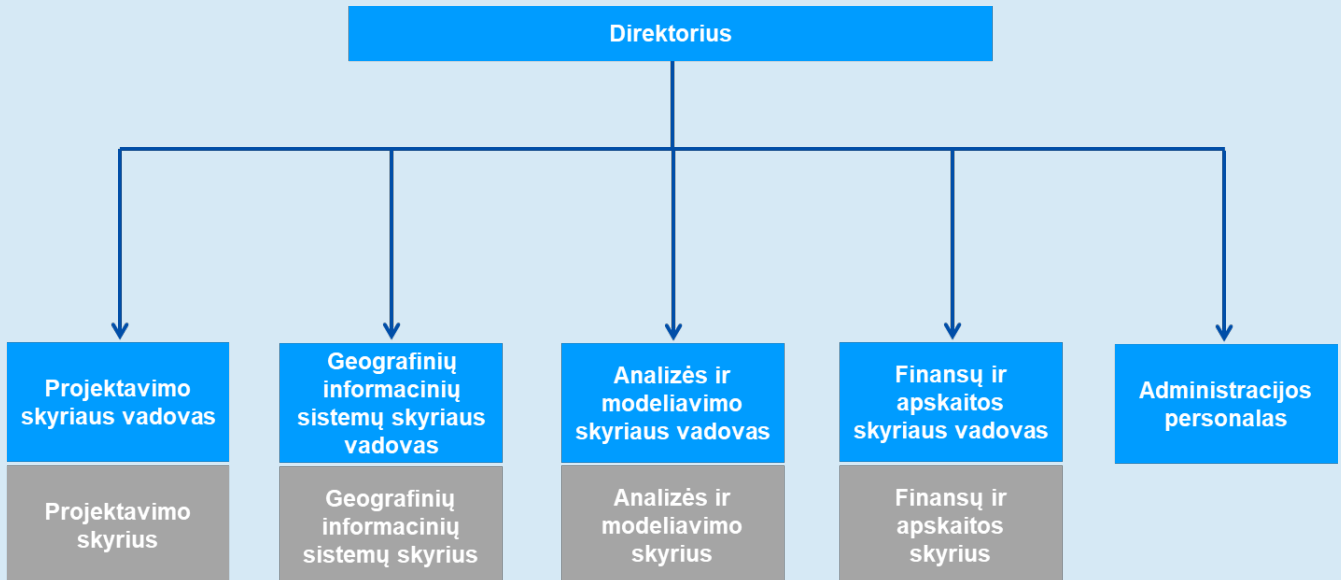 Direktorius
Projektavimo
skyriaus vadovas
Geografinių
informacinių
sistemų skyriaus
vadovas
Analizės ir
modeliavimo
skyriaus vadovas
Finansų ir
apskaitos
skyriaus vadovas
Administracijos
personalas
Projektavimo
skyrius
Geografinių
informacinių
sistemų skyrius
Analizės ir
modeliavimo
skyrius
Finansų ir
apskaitos
skyrius